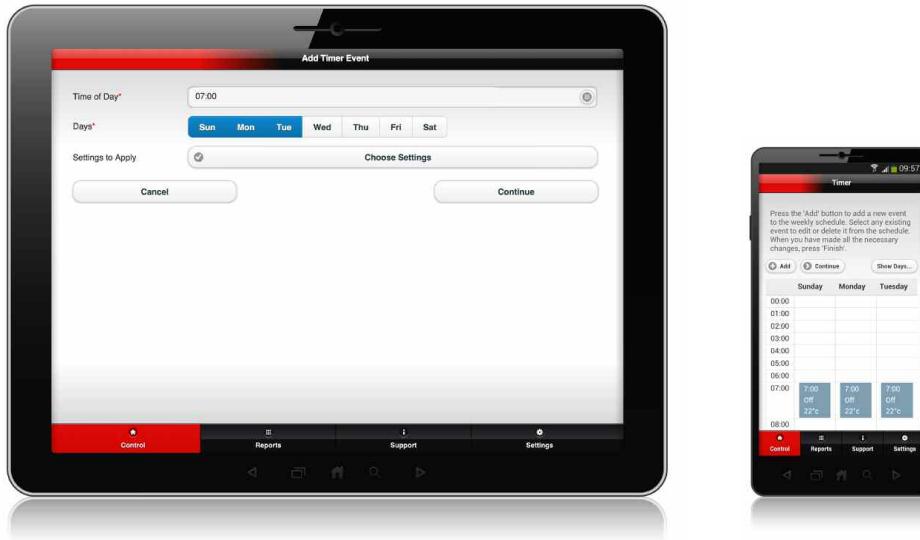 Add Timer Event
Time of Day*
07:00
Days*
Sun Mon Tue Wed Thu Fri Sat
Settings to Apply
Choose Settings
Cancel
Continue
Control
Reports
Support
Settings
09:57
Timer
Press the 'Add' button to add a new event
to the weekly schedule. Select any existing
event to edit or delete it from the schedule.
When you have made all the necessary
changes, press 'Finish'.
Add
Continue
Show Days...
Sunday Monday Tuesday
00:00
01:00
02:00
03:00
04:00
05:00
06:00
07:00 7:00 7:00 7:00
Off Off Off
22°c 22°c 22°c
08:00
Control Reports Support Settings